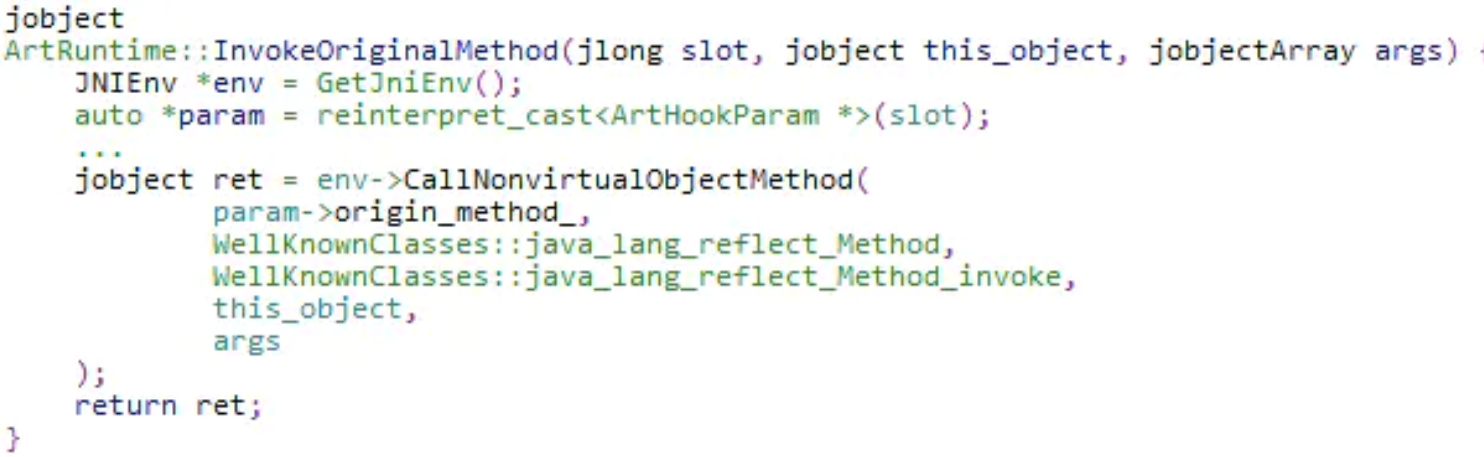 jobject
ArtRuntime::InvokeOriginalMethod(jlong slot, jobject this_object, jobjectArray args) {
    JNIEnv *env = GetJniEnv();
    auto *param = reinterpret_cast<ArtHookParam *>(slot);
    ...
    jobject ret = env->CallNonvirtualObjectMethod(
            param->origin_method_,
            WellKnownClasses::java_lang_reflect_Method,
            WellKnownClasses::java_lang_reflect_Method_invoke,
            this_object,
            args
    );
    return ret;
}